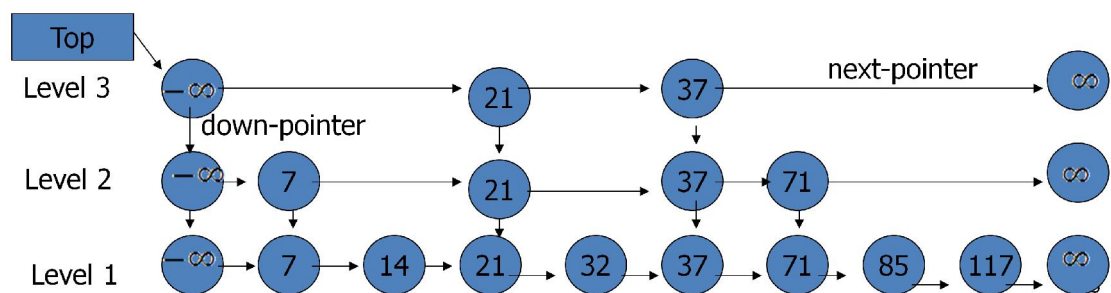 Top
Level 3 -∞ 21 37 next-pointer ∞
down-pointer
Level 2 -∞ 7 21 37 71 ∞
Level 1 -∞ 7 14 21 32 37 71 85 117 ∞